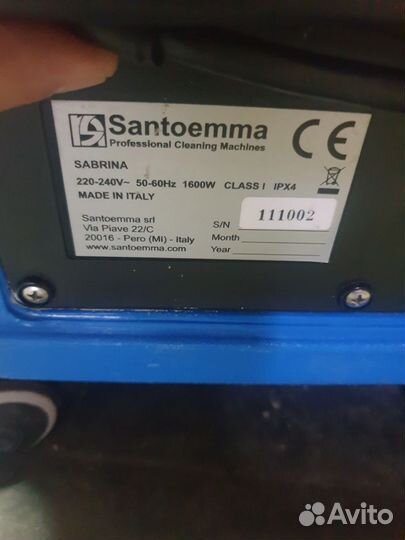 Santoemma
Professional Cleaning Machines
SABRINA
220-240V~ 50-60Hz 1600W CLASS I IPX4
MADE IN ITALY
Santoemma srl
Via Piave 22/C
20016 - Pero (MI) - Italy
www.santoemma.com
S/N 111002
Month
Year
CE
Avito